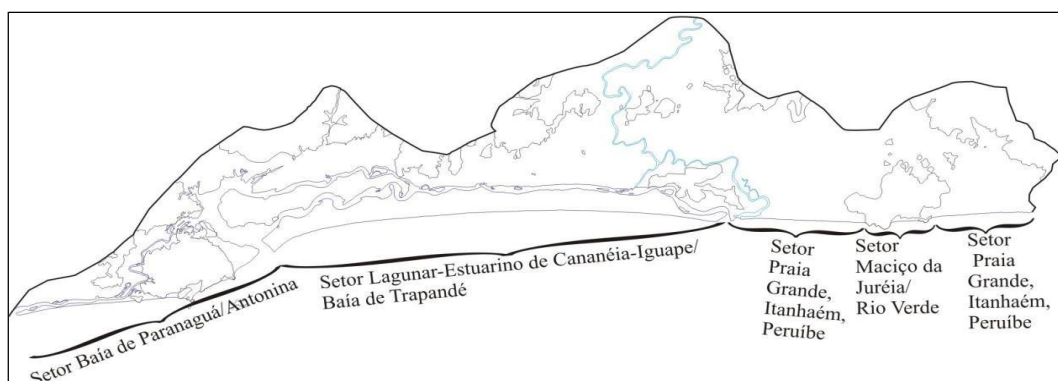 Setor Baía de Paranaguá/Antonina
Setor Lagunar-Estuarino de Cananéia-Iguape/
Baía de Trapandé
Setor
Praia
Grande,
Itanhaém,
Peruíbe
Setor
Maciço da
Juréia/
Rio Verde
Setor
Praia
Grande,
Itanhaém,
Peruíbe